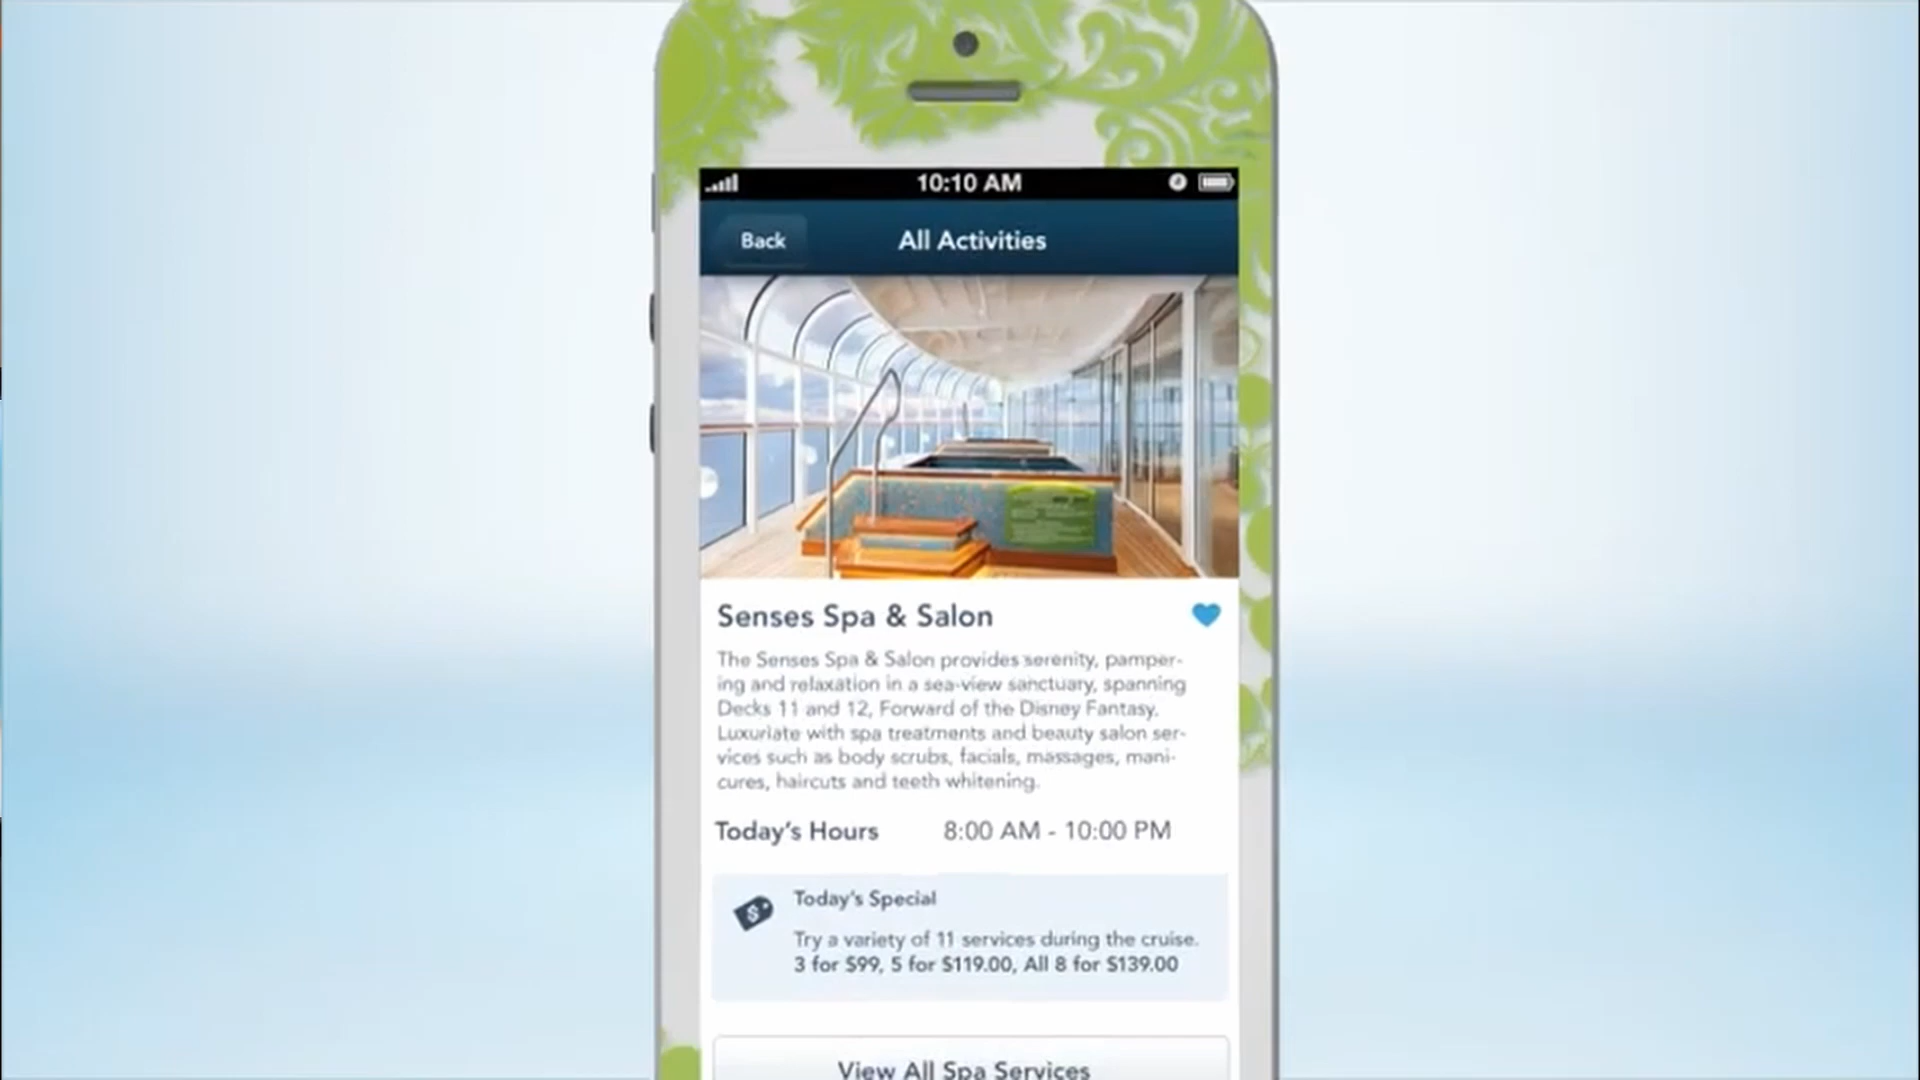 10:10 AM
Back
All Activities
Senses Spa & Salon
The Senses Spa & Salon provides serenity, pamper-
ing and relaxation in a sea-view sanctuary, spanning
Decks 11 and 12, Forward of the Disney Fantasy.
Luxuriate with spa treatments and beauty salon ser-
vices such as body scrubs, facials, massages, mani-
cures, haircuts and teeth whitening.
Today's Hours 8:00 AM - 10:00 PM
$ Today's Special
Try a variety of 11 services during the cruise.
3 for $99, 5 for $119.00, All 8 for $139.00
View All Spa Services